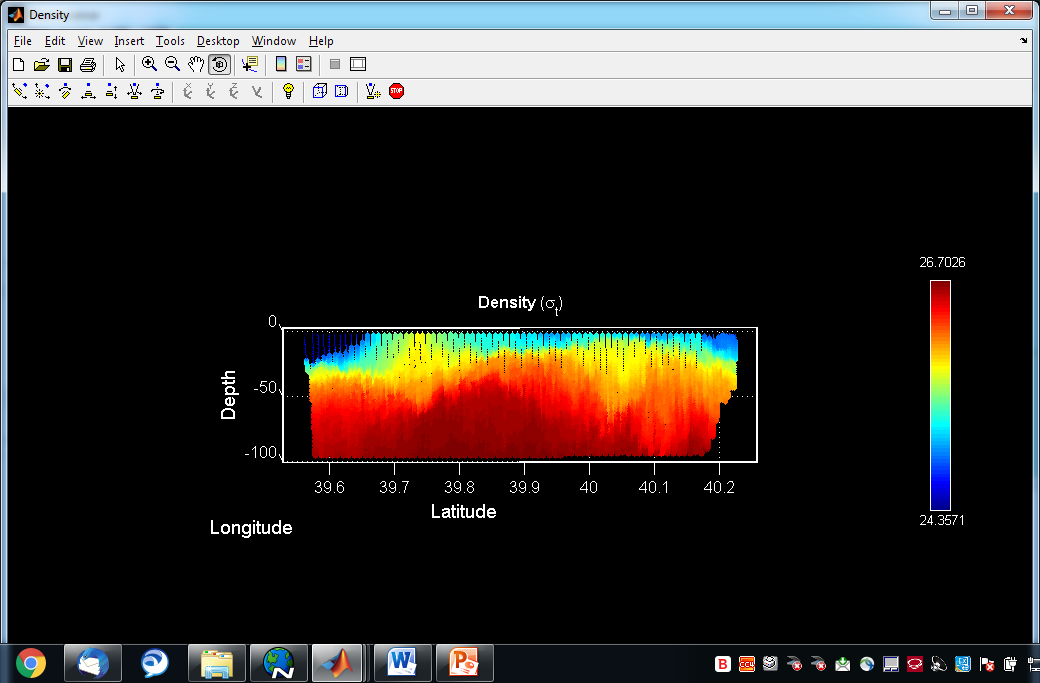 Density
File Edit View Insert Tools Desktop Window Help
STOP
26.7026
Density (σt)
0
-50
-100
Depth
39.6 39.7 39.8 39.9 40 40.1 40.2
Latitude
Longitude
24.3571